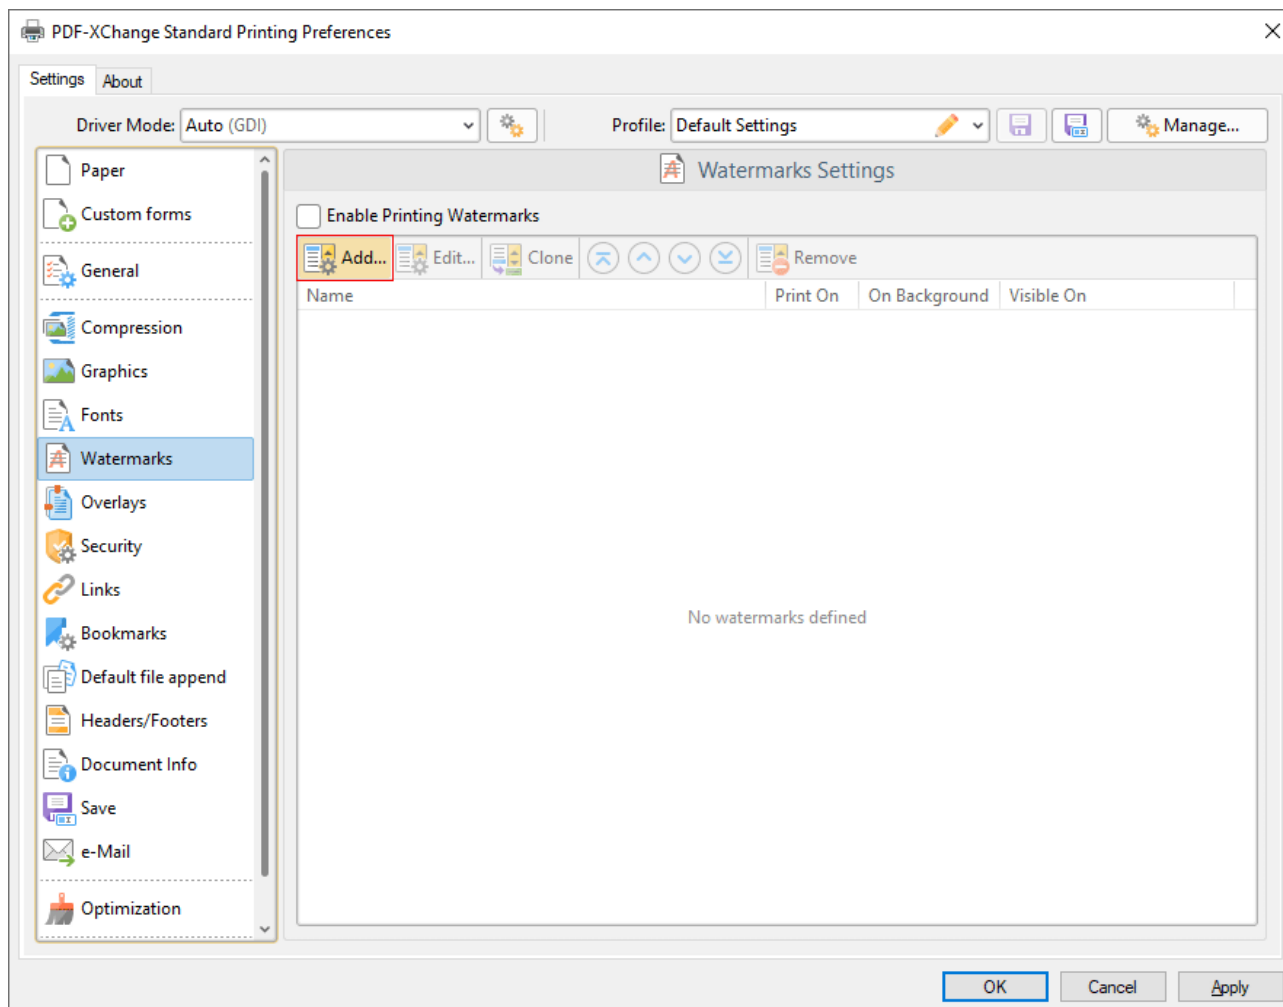 PDF-XChange Standard Printing Preferences
Settings About
Driver Mode: Auto (GDI) Profile: Default Settings Manage...
Paper
Custom forms
General
Compression
Graphics
Fonts
Watermarks
Overlays
Security
Links
Bookmarks
Default file append
Headers/Footers
Document Info
Save
e-Mail
Optimization
Watermarks Settings
Enable Printing Watermarks
Add... Edit... Clone Remove
Name Print On On Background Visible On
No watermarks defined
OK Cancel Apply